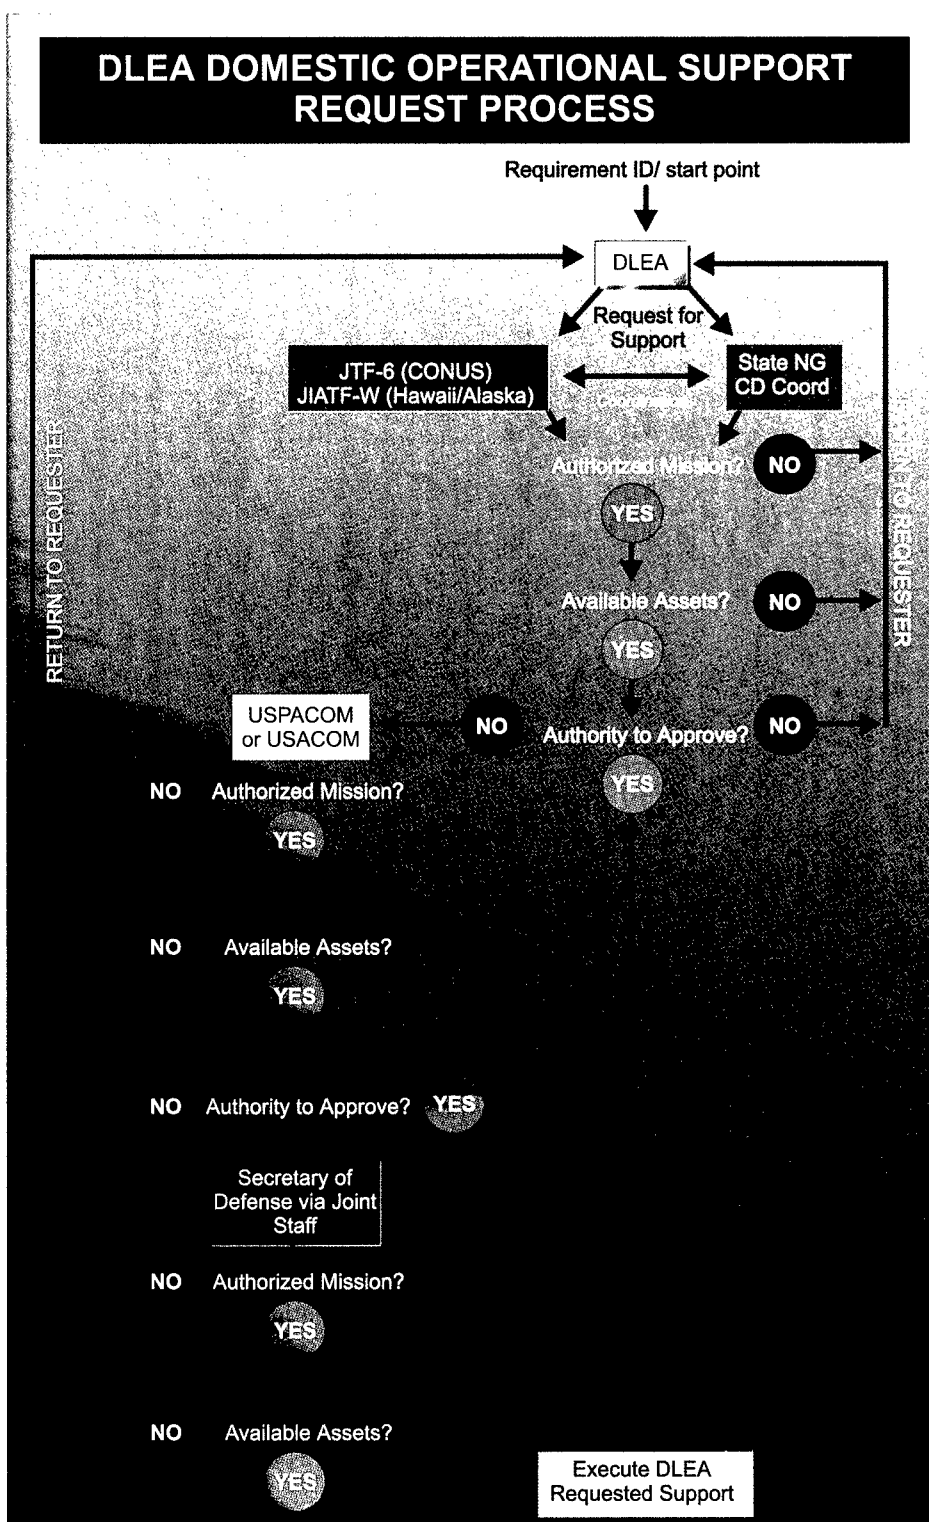 DLEA DOMESTIC OPERATIONAL SUPPORT
REQUEST PROCESS
Requirement ID/ start point
DLEA
Request for
Support
JTF-6 (CONUS)
JIATF-W (Hawaii/Alaska)
State NG
CD Coord
Authorized Mission?
NO
YES
Available Assets?
NO
YES
Authority to Approve?
NO
NO
YES
RETURN TO REQUESTER
TO REQUESTER
USPACOM
or USACOM
NO Authorized Mission?
YES
NO Available Assets?
YES
NO Authority to Approve? YES
Secretary of
Defense via Joint
Staff
NO Authorized Mission?
YES
NO Available Assets?
YES
Execute DLEA
Requested Support